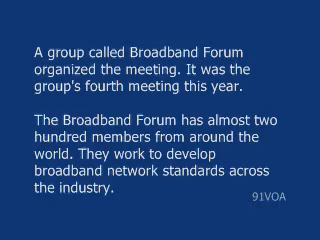 A group called Broadband Forum
organized the meeting. It was the
group's fourth meeting this year.
The Broadband Forum has almost two
hundred members from around the
world. They work to develop
broadband network standards across
the industry.
91VOA